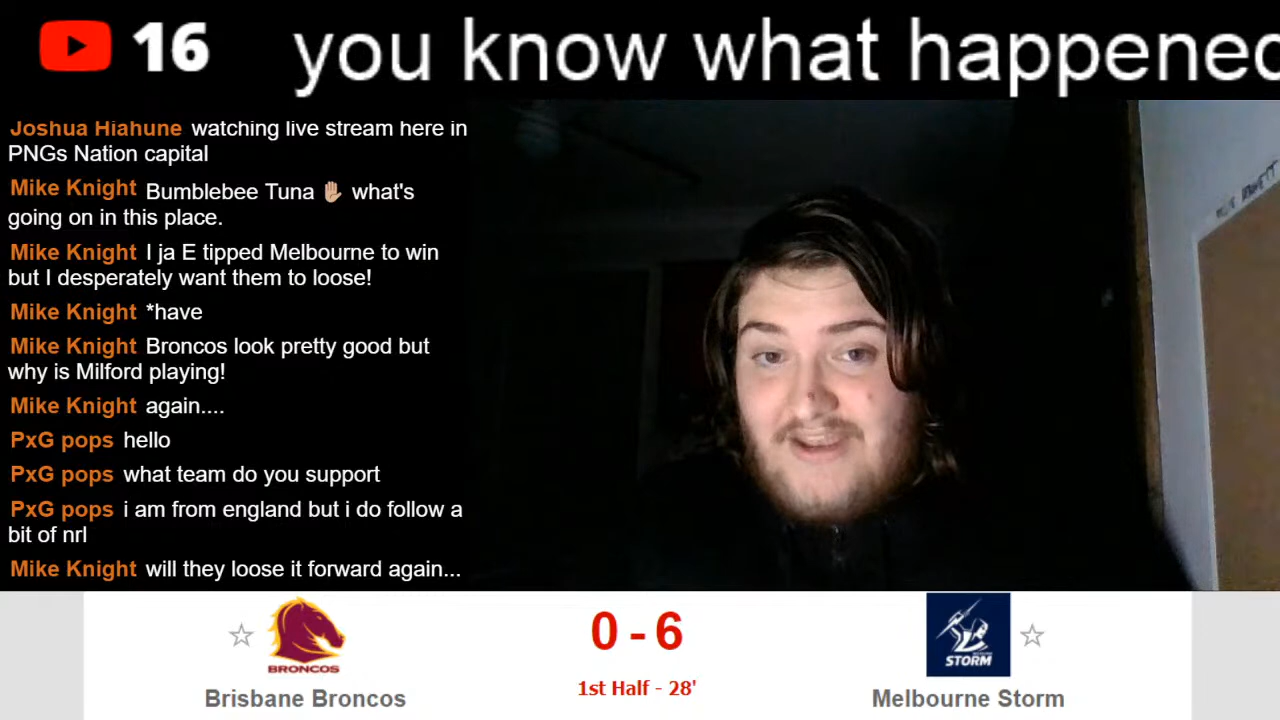 16 you know what happened
Joshua Hiahune watching live stream here in
PNGs Nation capital
Mike Knight Bumblebee Tuna ✋🏼 what's
going on in this place.
Mike Knight I ja E tipped Melbourne to win
but I desperately want them to loose!
Mike Knight *have
Mike Knight Broncos look pretty good but
why is Milford playing!
Mike Knight again....
PxG pops hello
PxG pops what team do you support
PxG pops i am from england but i do follow a
bit of nrl
Mike Knight will they loose it forward again...
BRONCOS
Brisbane Broncos
0 - 6
1st Half - 28'
STORM
Melbourne Storm